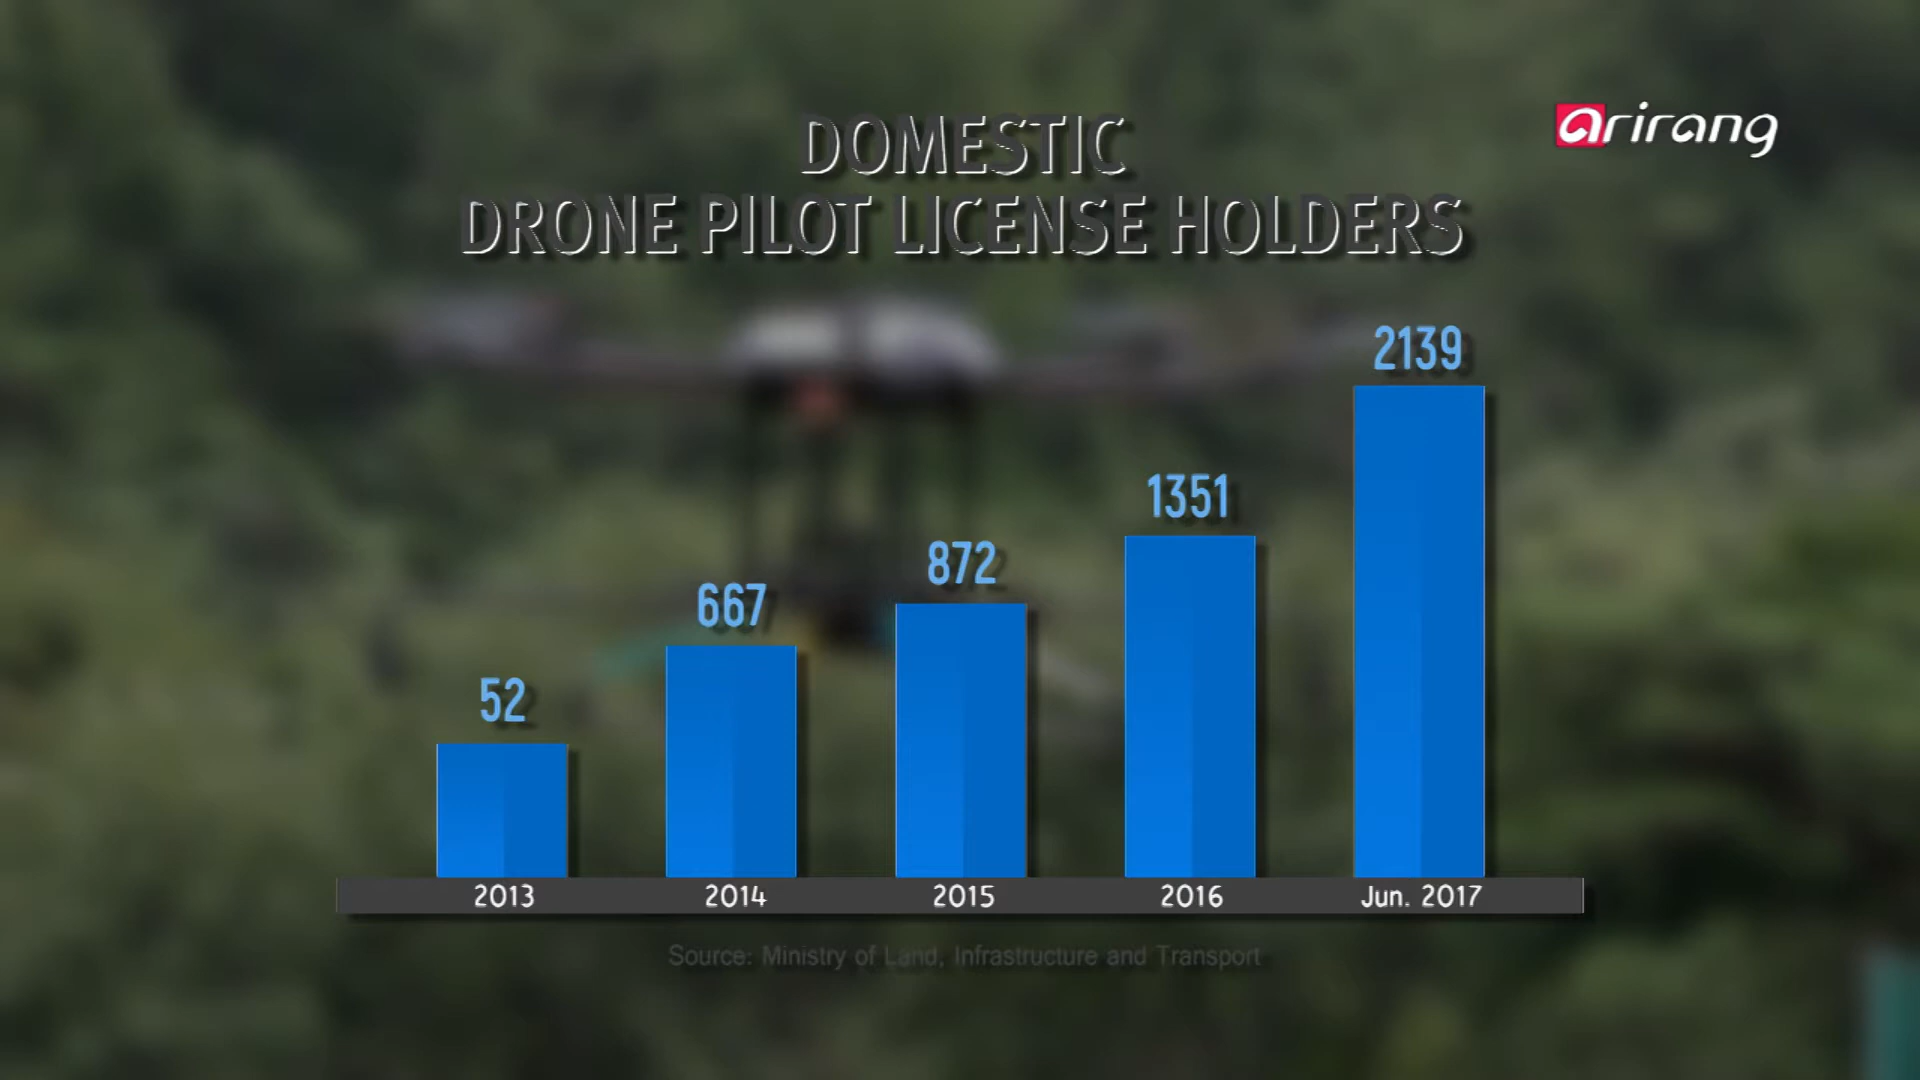 arirang
DOMESTIC
DRONE PILOT LICENSE HOLDERS
2139
1351
872
667
52
2013 2014 2015 2016 Jun. 2017
Source: Ministry of Land, Infrastructure and Transport